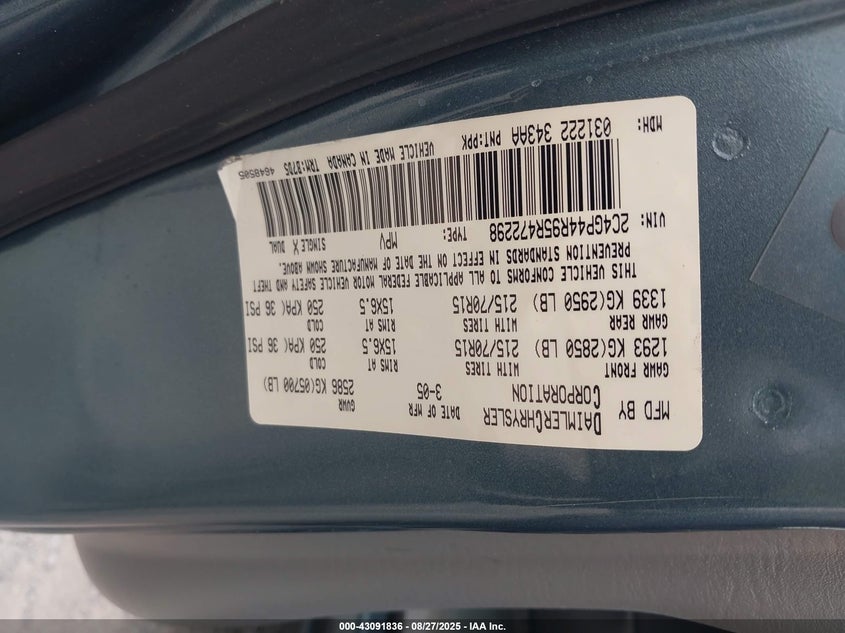 MFD BY DAIMLERCHRYSLER CORPORATION
DATE OF MFR 3-05
GVWR 2586 KG(05700 LB)
GAWR FRONT WITH TIRES RIMS AT COLD
1293 KG(2850 LB) 215/70R15 15X6.5 250 KPA(36 PSI
GAWR REAR WITH TIRES RIMS AT COLD
1339 KG(2950 LB) 215/70R15 15X6.5 250 KPA(36 PSI
THIS VEHICLE CONFORMS TO ALL APPLICABLE FEDERAL MOTOR VEHICLE SAFETY AND THEFT
PREVENTION STANDARDS IN EFFECT ON THE DATE OF MANUFACTURE SHOWN ABOVE.
VIN: 2C4GP44R95R472298 TYPE: MPV SINGLE X DUAL
MDH: 031222 343AA PNT:PPK VEHICLE MADE IN CANADA TRM:B7D5 4648505
000-43091836 - 08/27/2025 - IAA Inc.